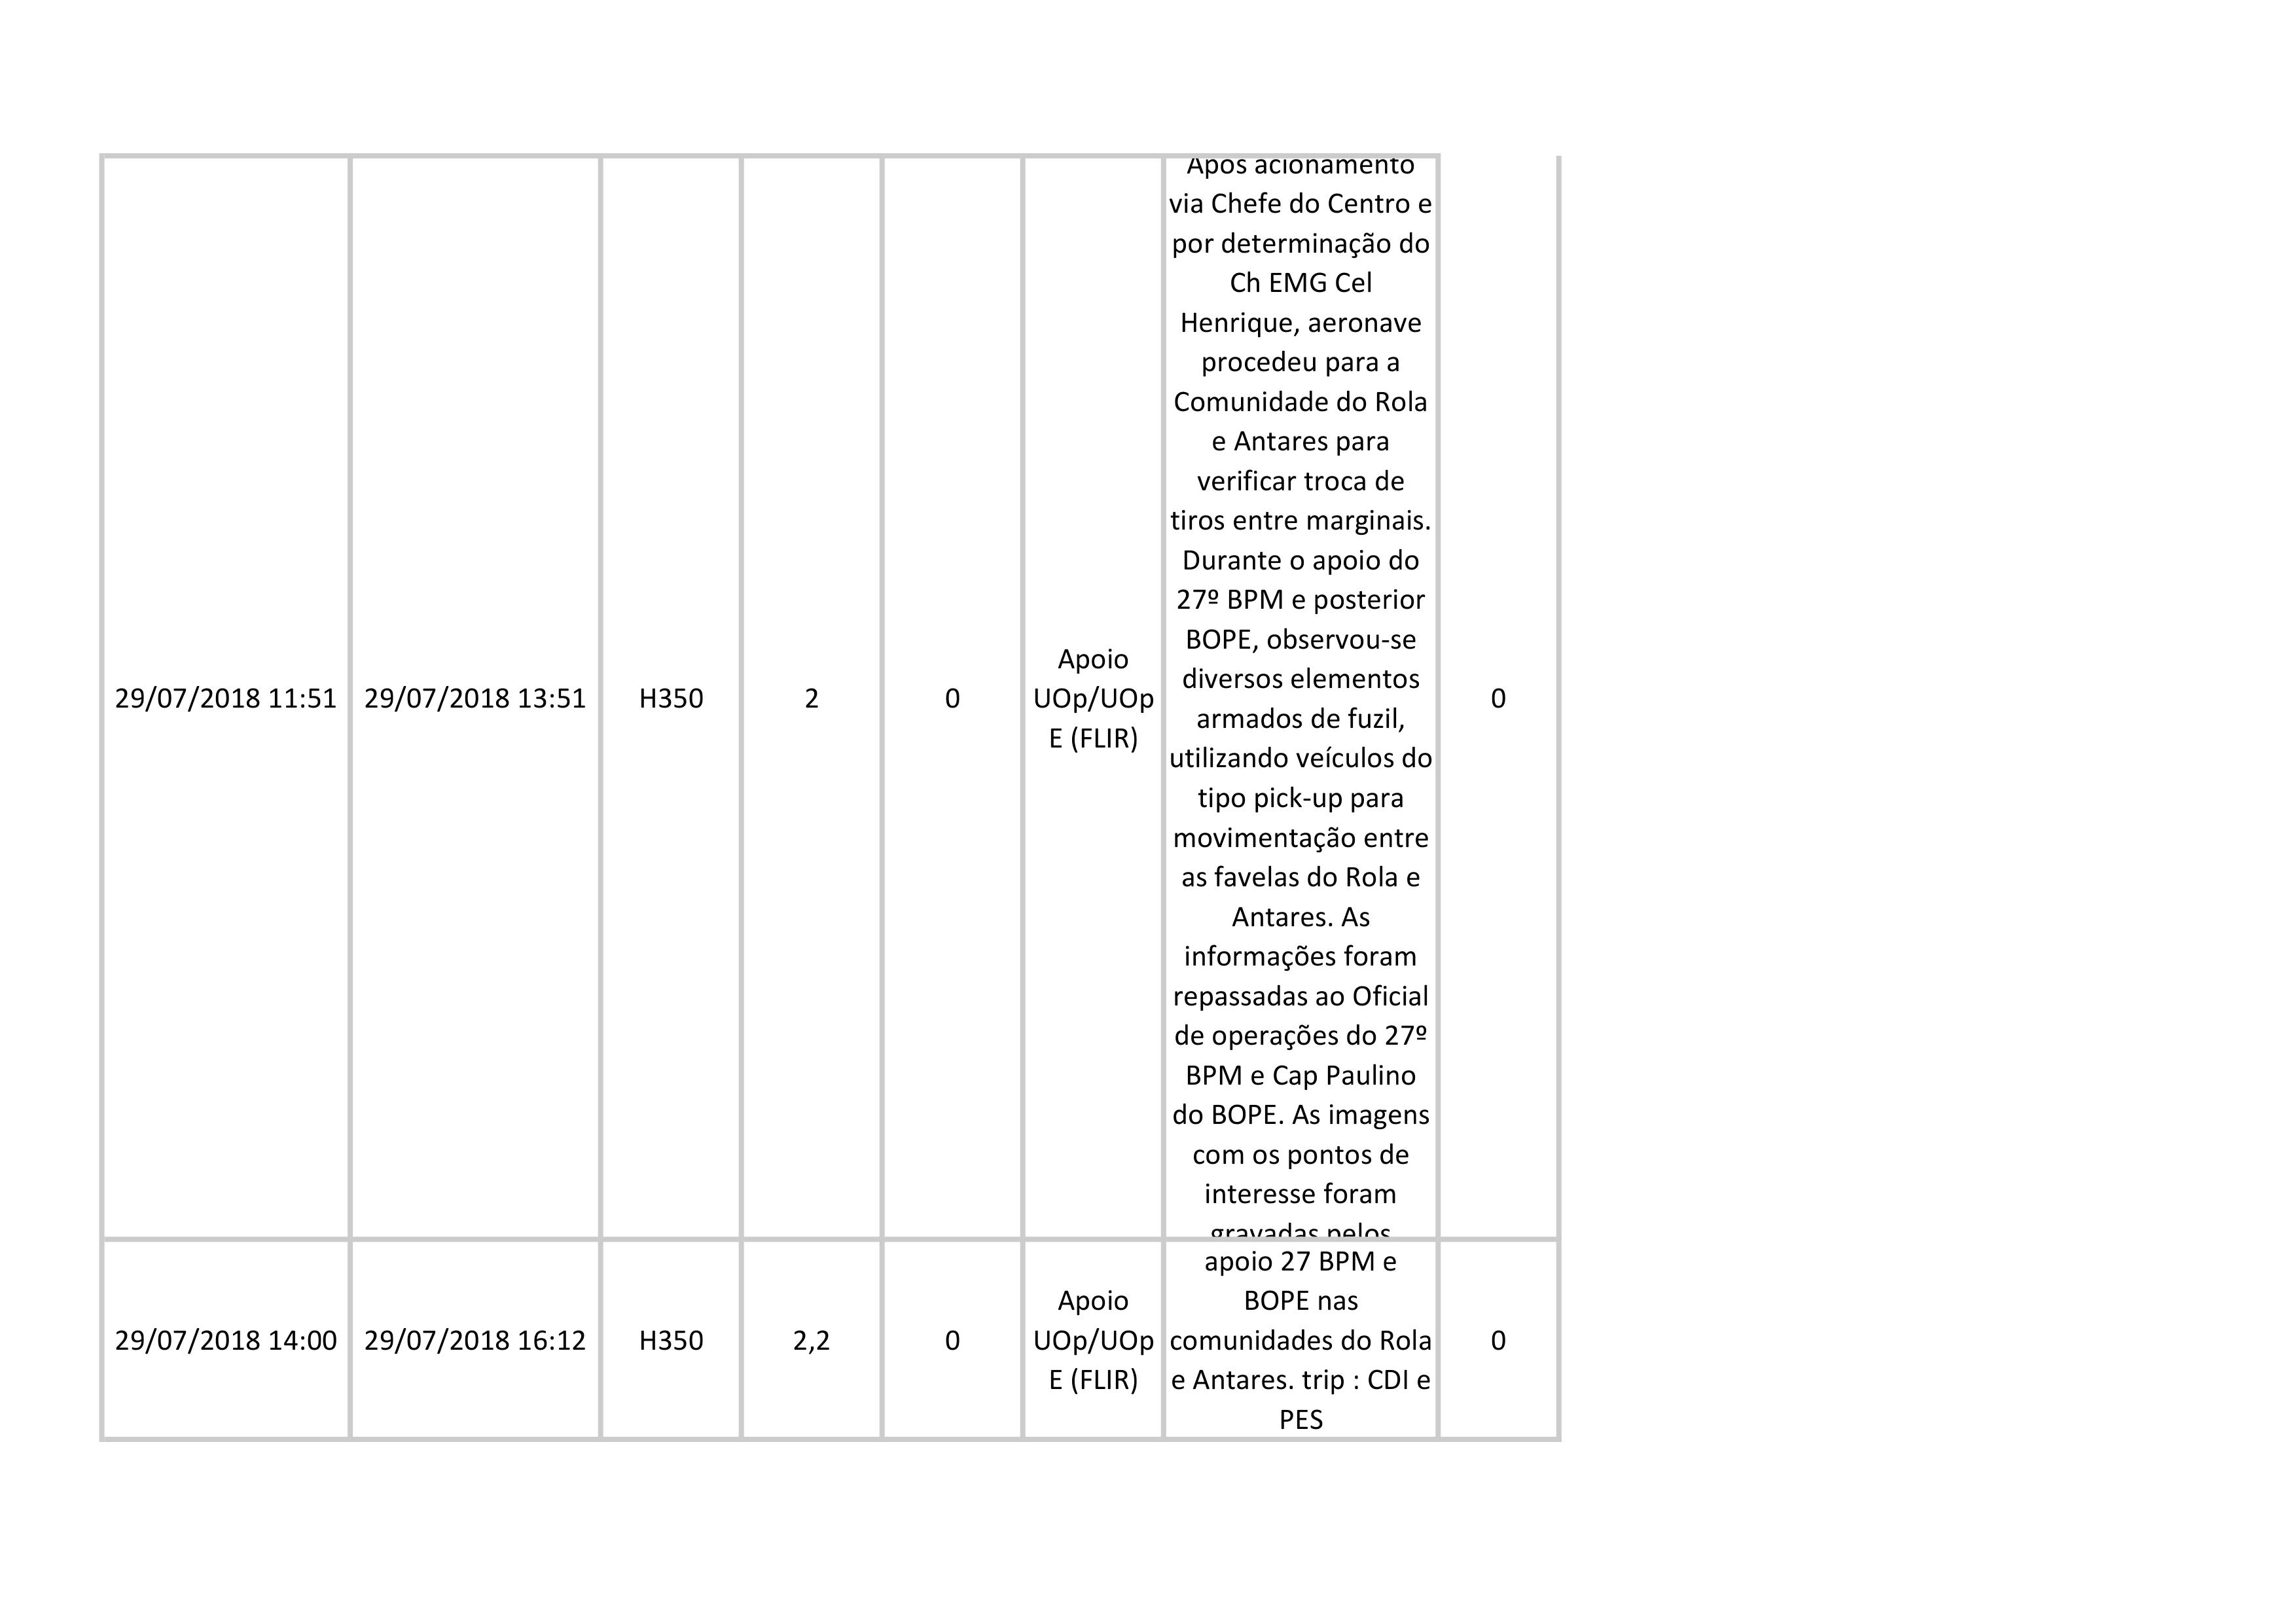 29/07/2018 11:51
29/07/2018 13:51
H350
2
0
Apoio
UOp/UOp
E (FLIR)
Após acionamento
via Chefe do Centro e
por determinação do
Ch EMG Cel
Henrique, aeronave
procedeu para a
Comunidade do Rola
e Antares para
verificar troca de
tiros entre marginais.
Durante o apoio do
27º BPM e posterior
BOPE, observou-se
diversos elementos
armados de fuzil,
utilizando veículos do
tipo pick-up para
movimentação entre
as favelas do Rola e
Antares. As
informações foram
repassadas ao Oficial
de operações do 27º
BPM e Cap Paulino
do BOPE. As imagens
com os pontos de
interesse foram
gravadas pelos
0
29/07/2018 14:00
29/07/2018 16:12
H350
2,2
0
Apoio
UOp/UOp
E (FLIR)
apoio 27 BPM e
BOPE nas
comunidades do Rola
e Antares. trip : CDI e
PES
0